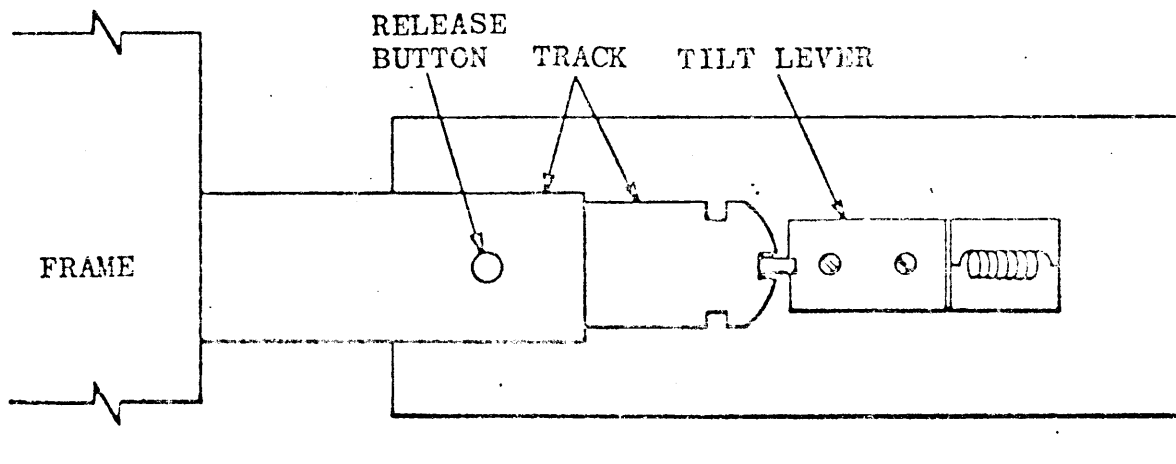 RELEASE
BUTTON
TRACK
TILT LEVER
FRAME